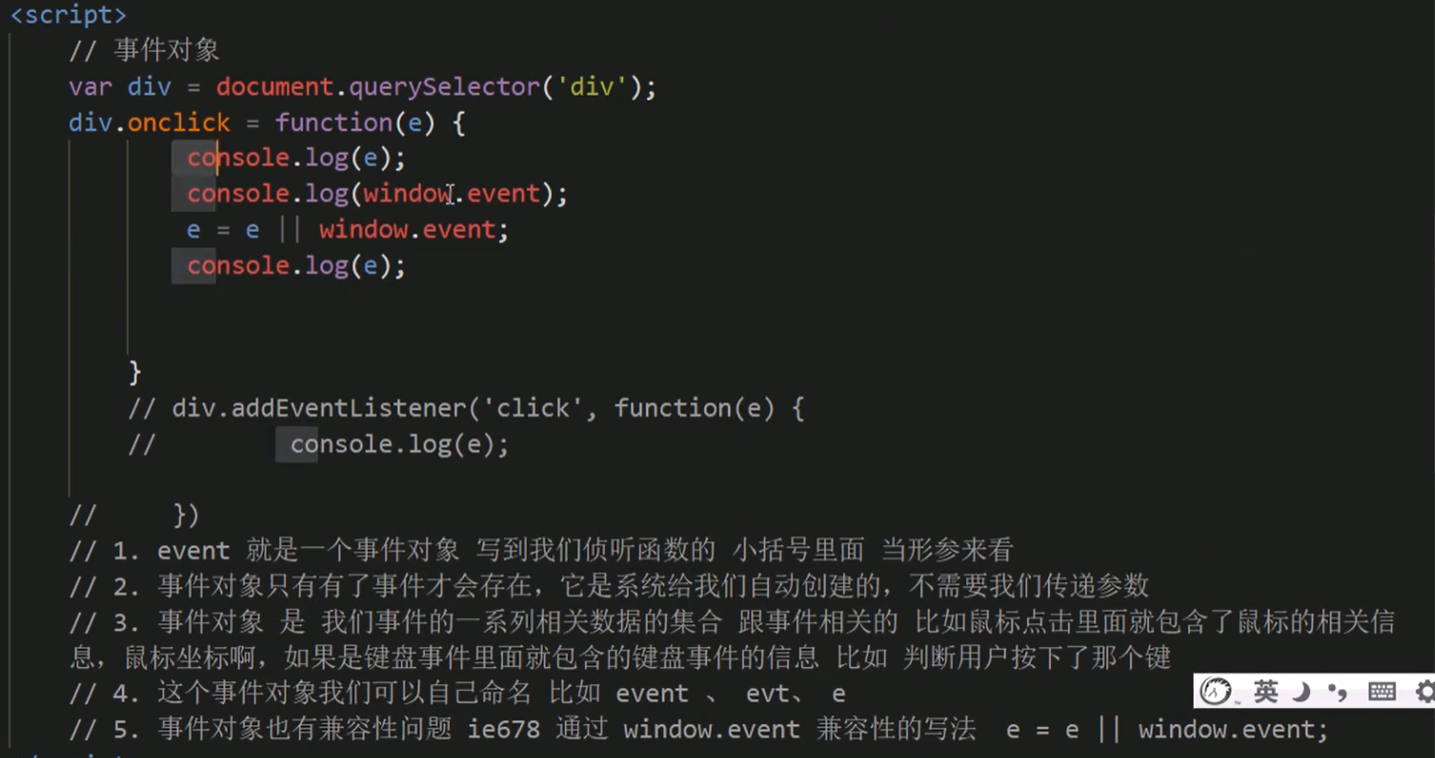 <script>
// 事件对象
var div = document.querySelector('div');
div.onclick = function(e) {
console.log(e);
console.log(window.event);
e = e || window.event;
console.log(e);
}
// div.addEventListener('click', function(e) {
// console.log(e);
// })
// 1. event 就是一个事件对象 写到我们侦听函数的 小括号里面 当形参来看
// 2. 事件对象只有有了事件才会存在，它是系统给我们自动创建的，不需要我们传递参数
// 3. 事件对象 是 我们事件的一系列相关数据的集合 跟事件相关的 比如鼠标点击里面就包含了鼠标的相关信
息，鼠标坐标啊，如果是键盘事件里面就包含的键盘事件的信息 比如 判断用户按下了那个键
// 4. 这个事件对象我们可以自己命名 比如 event 、 evt、 e
// 5. 事件对象也有兼容性问题 ie678 通过 window.event 兼容性的写法 e = e || window.event;
英